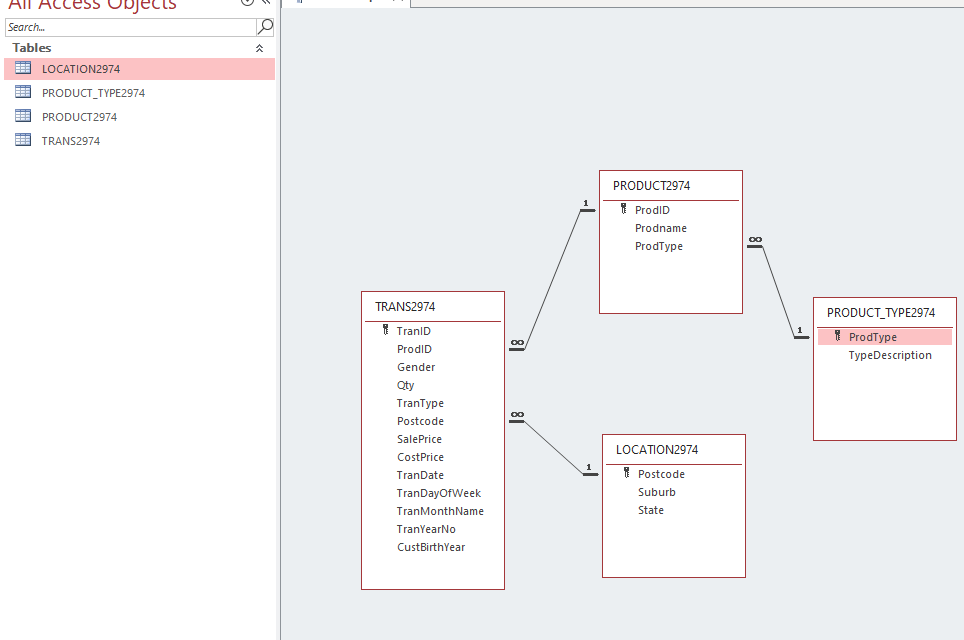 All Access Objects
Search...
Tables
LOCATION2974
PRODUCT_TYPE2974
PRODUCT2974
TRANS2974
PRODUCT2974
ProdID
Prodname
ProdType
1
∞
TRANS2974
TranID
ProdID
Gender
Qty
TranType
Postcode
SalePrice
CostPrice
TranDate
TranDayOfWeek
TranMonthName
TranYearNo
CustBirthYear
∞
∞
PRODUCT_TYPE2974
ProdType
TypeDescription
1
LOCATION2974
Postcode
Suburb
State
1